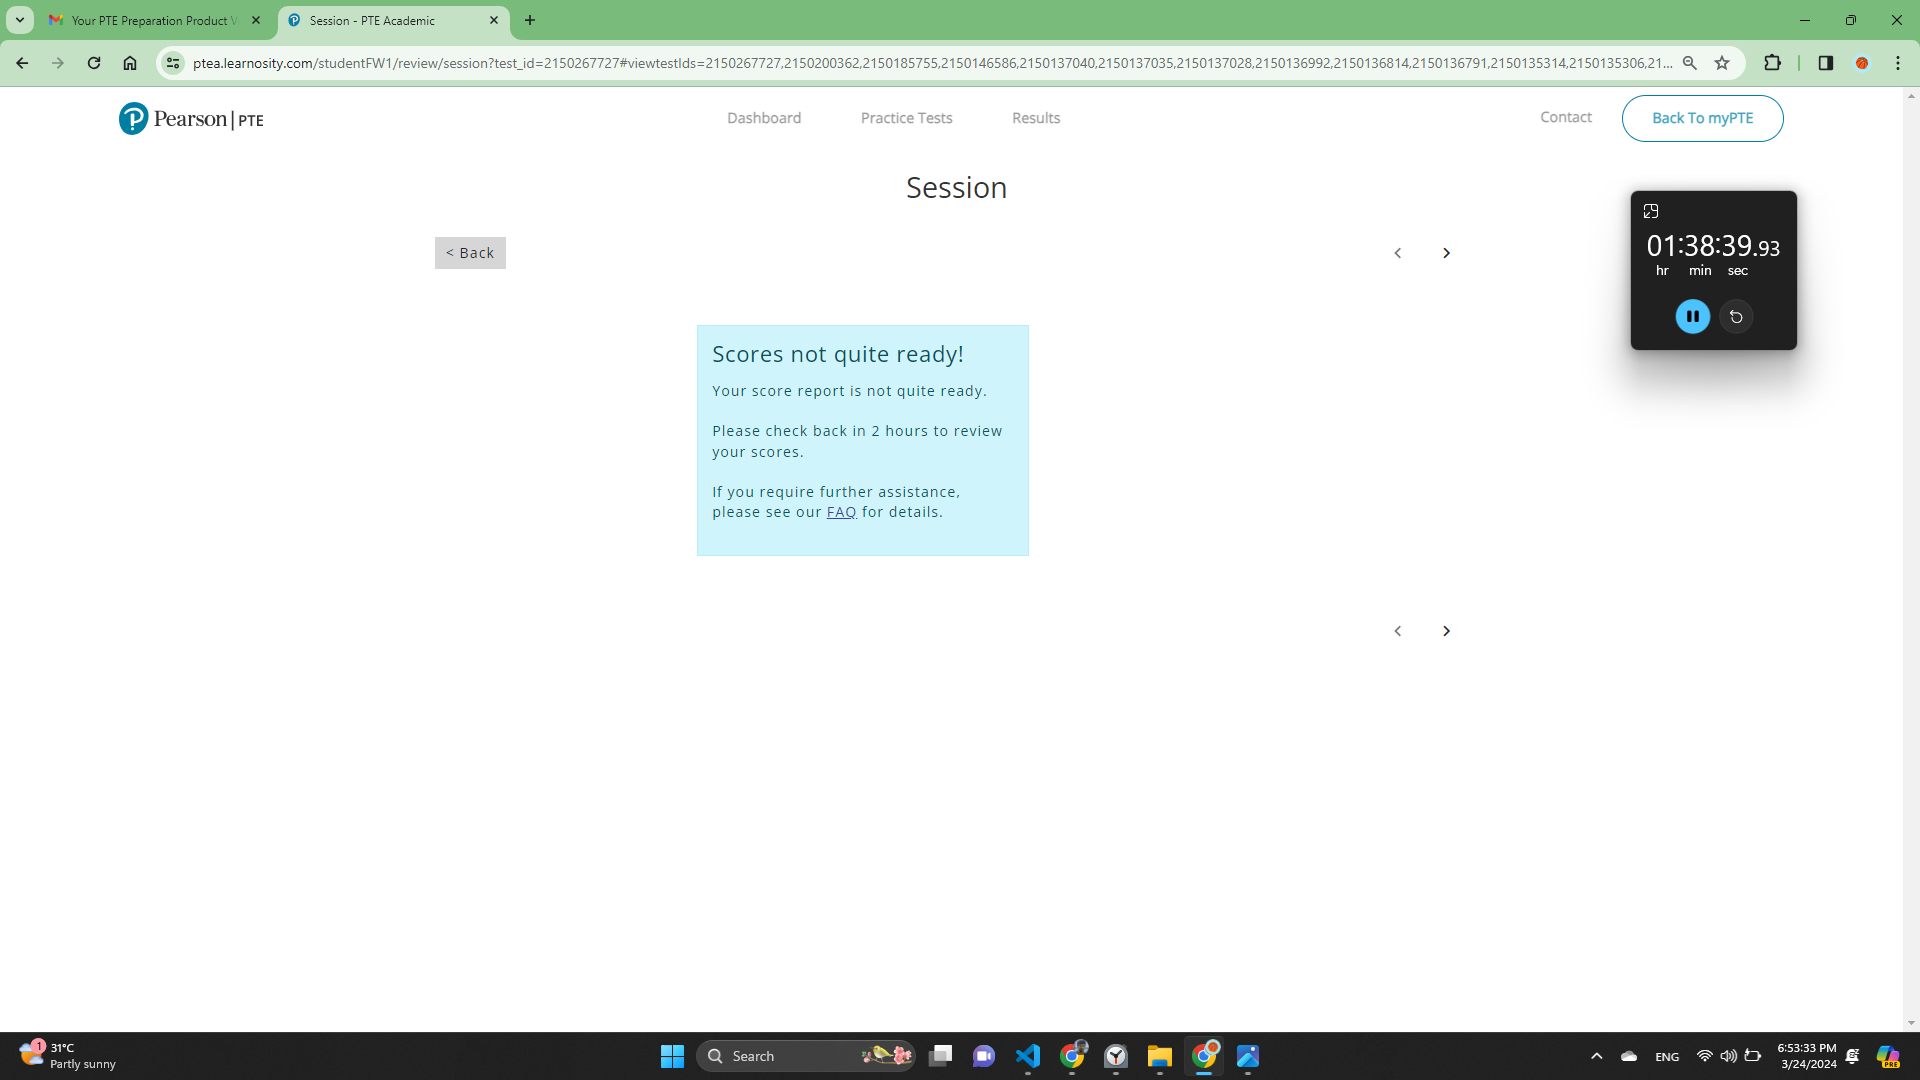 Your PTE Preparation Product V
Session - PTE Academic
ptea.learnosity.com/studentFW1/review/session?test_id=2150267727#viewtestIds=2150267727,2150200362,2150185755,2150146586,2150137040,2150137035,2150137028,2150136992,2150136814,2150136791,2150135314,2150135306,21...
Pearson | PTE
Dashboard
Practice Tests
Results
Contact
Back To myPTE
Session
< Back
01:38:39.93
hr min sec
Scores not quite ready!
Your score report is not quite ready.
Please check back in 2 hours to review
your scores.
If you require further assistance,
please see our FAQ for details.
1
31°C
Partly sunny
Search
ENG
6:53:33 PM
3/24/2024
PRE